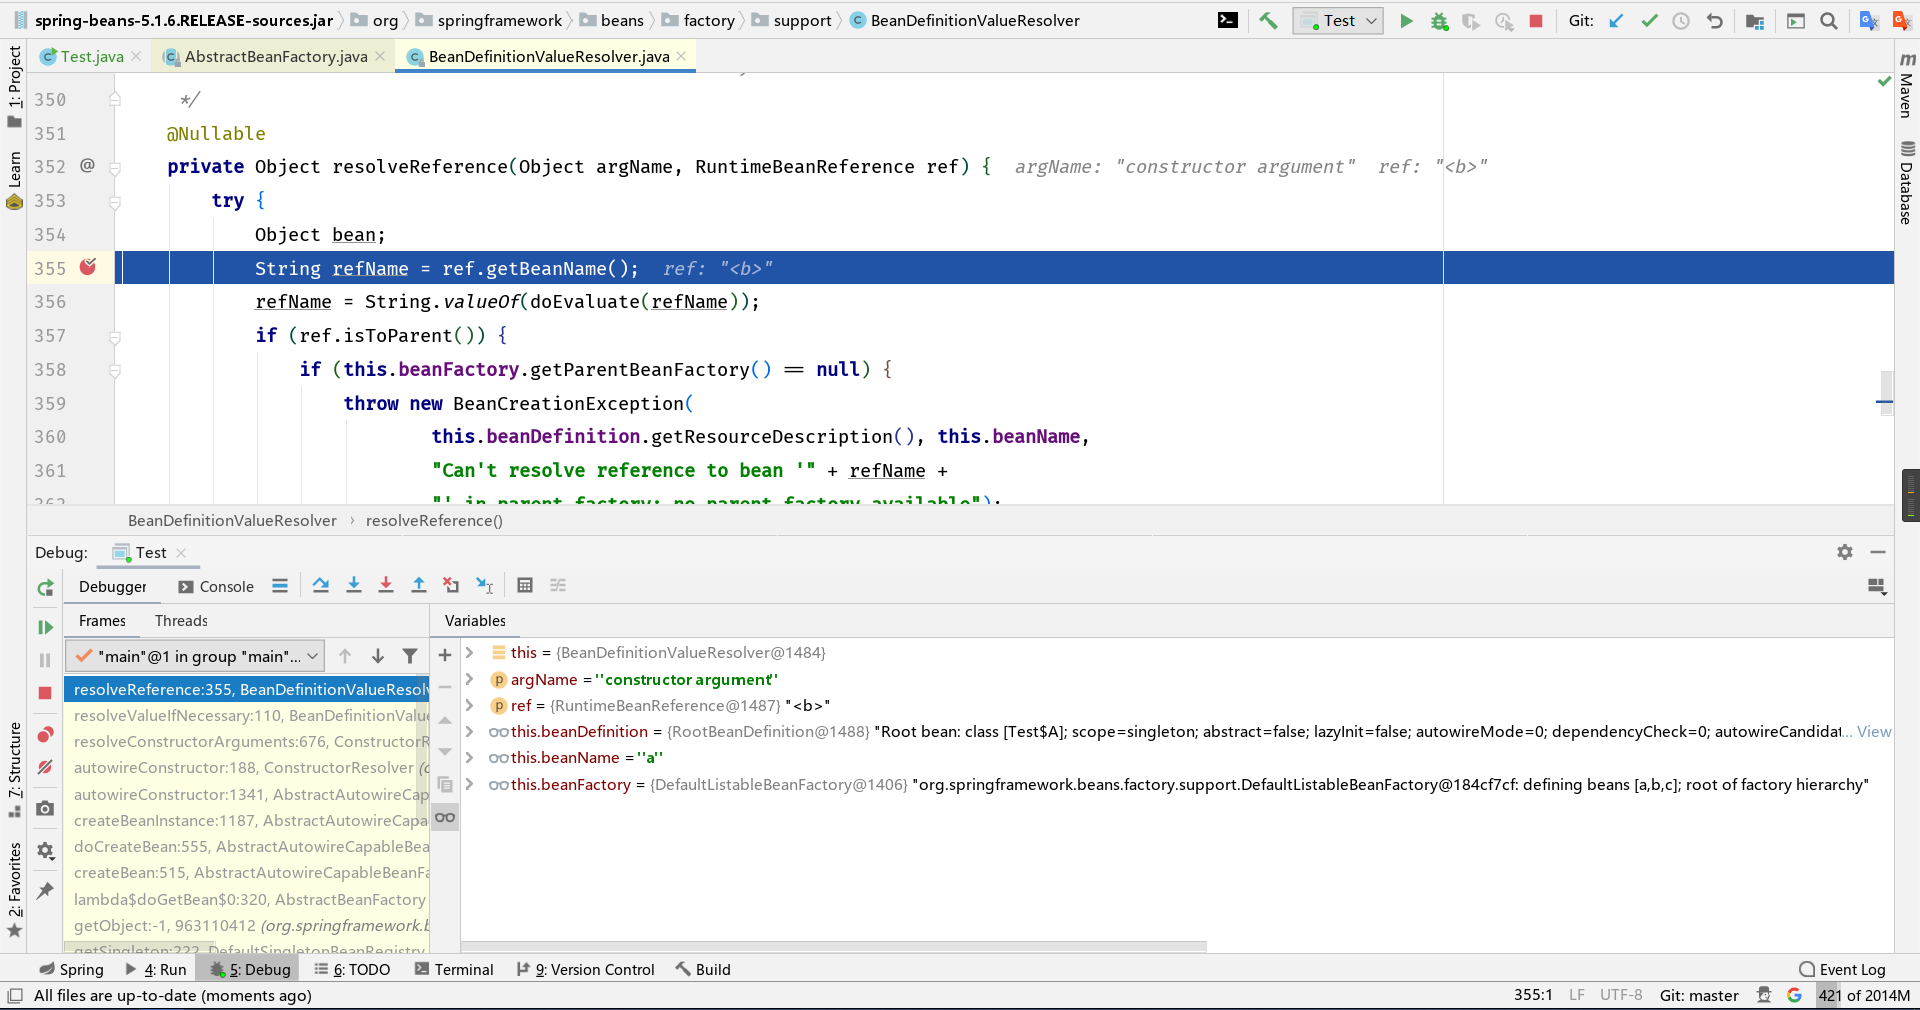 spring-beans-5.1.6.RELEASE-sources.jar org springframework beans factory support BeanDefinitionValueResolver Test Git:
Test.java AbstractBeanFactory.java BeanDefinitionValueResolver.java
1: Project
Learn
7: Structure
2: Favorites
Maven
Database
350 */
351 @Nullable
352 @ private Object resolveReference(Object argName, RuntimeBeanReference ref) { argName: "constructor argument" ref: "<b>"
353 try {
354 Object bean;
355 String refName = ref.getBeanName(); ref: "<b>"
356 refName = String.valueOf(doEvaluate(refName));
357 if (ref.isToParent()) {
358 if (this.beanFactory.getParentBeanFactory() == null) {
359 throw new BeanCreationException(
360 this.beanDefinition.getResourceDescription(), this.beanName,
361 "Can't resolve reference to bean '" + refName +
362 "' in parent factory: no parent factory available");
BeanDefinitionValueResolver › resolveReference()
Debug: Test
Debugger Console
Frames Threads
Variables
"main"@1 in group "main"...
resolveReference:355, BeanDefinitionValueResolv
resolveValueIfNecessary:110, BeanDefinitionValue
resolveConstructorArguments:676, ConstructorR
autowireConstructor:188, ConstructorResolver (o
autowireConstructor:1341, AbstractAutowireCap
createBeanInstance:1187, AbstractAutowireCapa
doCreateBean:555, AbstractAutowireCapableBea
createBean:515, AbstractAutowireCapableBeanFa
lambda$doGetBean$0:320, AbstractBeanFactory
getObject:-1, 963110412 (org.springframework.b
getSingleton:222, DefaultSingletonBeanRegistry
this = {BeanDefinitionValueResolver@1484}
argName = "constructor argument"
ref = {RuntimeBeanReference@1487} "<b>"
this.beanDefinition = {RootBeanDefinition@1488} "Root bean: class [Test$A]; scope=singleton; abstract=false; lazyInit=false; autowireMode=0; dependencyCheck=0; autowireCandidat... View
this.beanName = "a"
this.beanFactory = {DefaultListableBeanFactory@1406} "org.springframework.beans.factory.support.DefaultListableBeanFactory@184cf7cf: defining beans [a,b,c]; root of factory hierarchy"
Spring 4: Run 5: Debug 6: TODO Terminal 9: Version Control Build Event Log
All files are up-to-date (moments ago) 355:1 LF UTF-8 Git: master 421 of 2014M